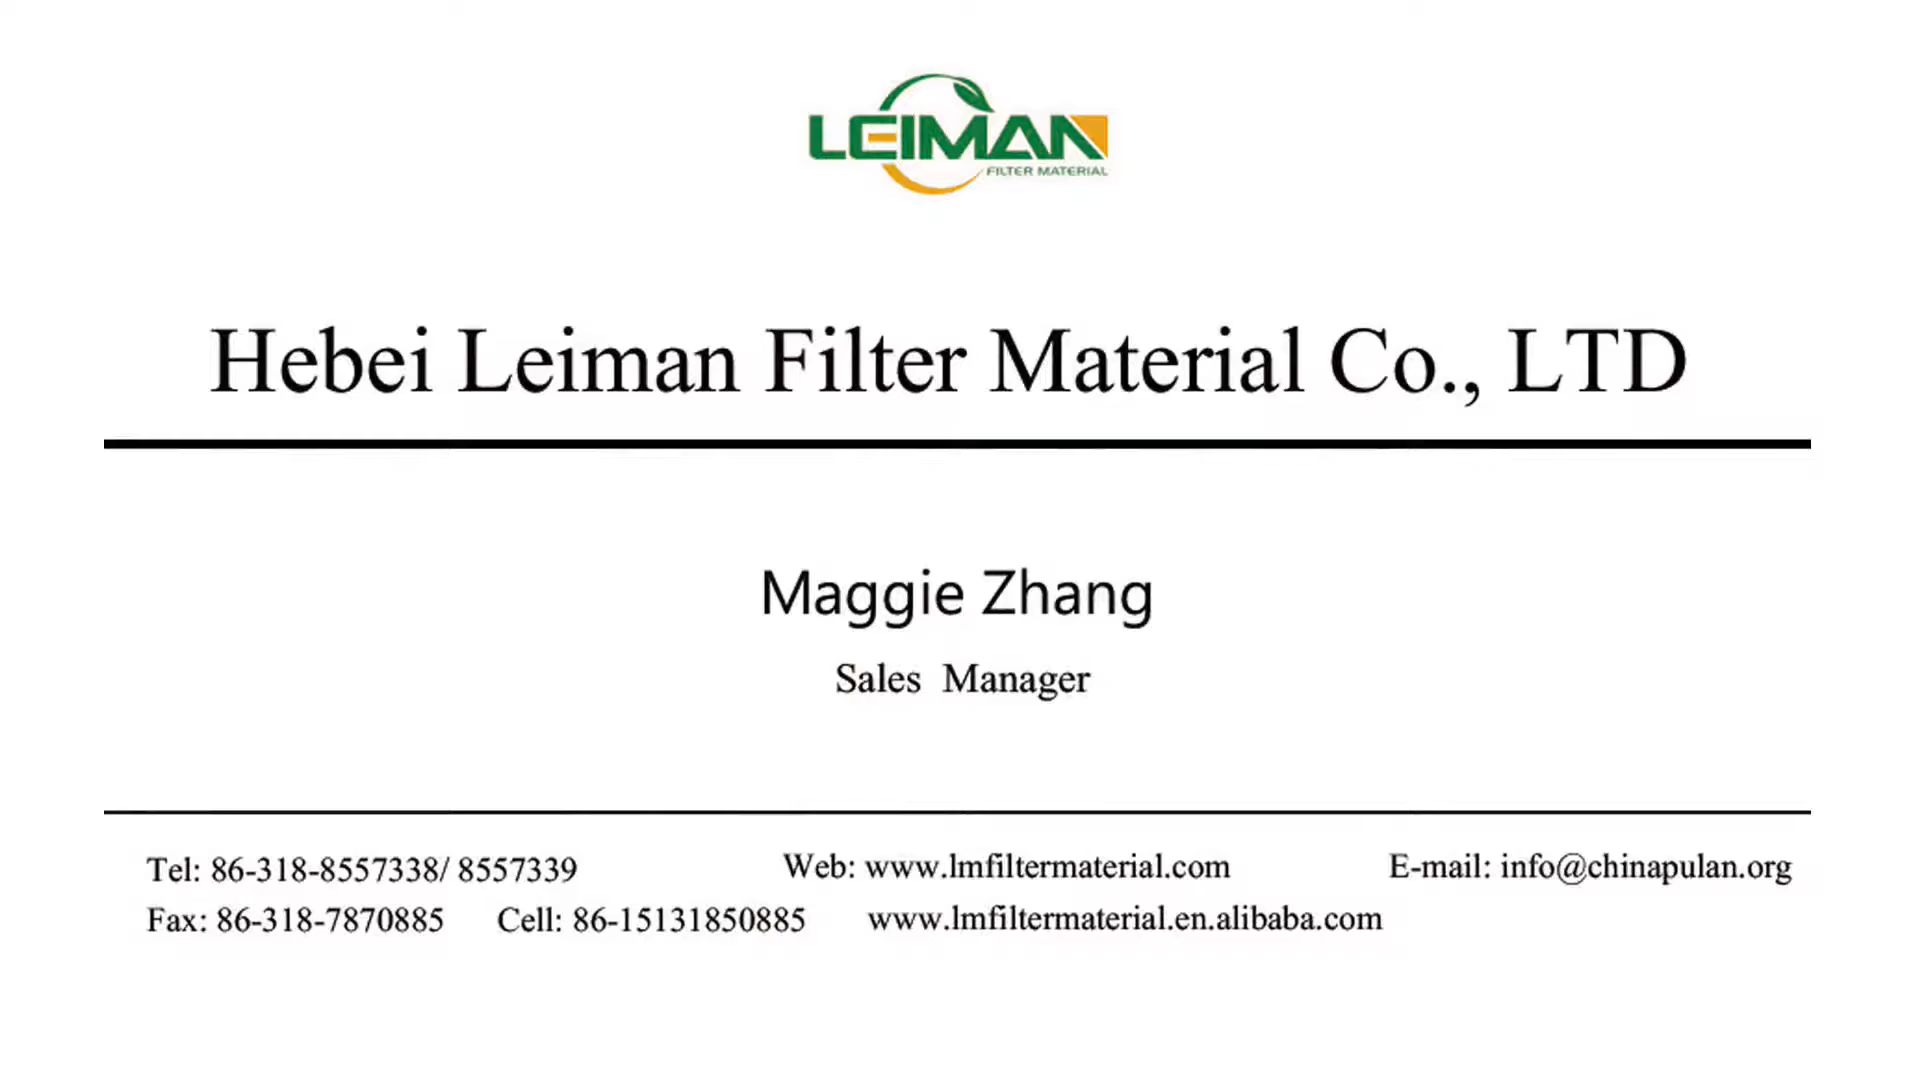 LEIMAN
FILTER MATERIAL
Hebei Leiman Filter Material Co., LTD
Maggie Zhang
Sales Manager
Tel: 86-318-8557338/ 8557339
Web: www.lmfiltermaterial.com
E-mail: info@chinapulan.org
Fax: 86-318-7870885
Cell: 86-15131850885
www.lmfiltermaterial.en.alibaba.com